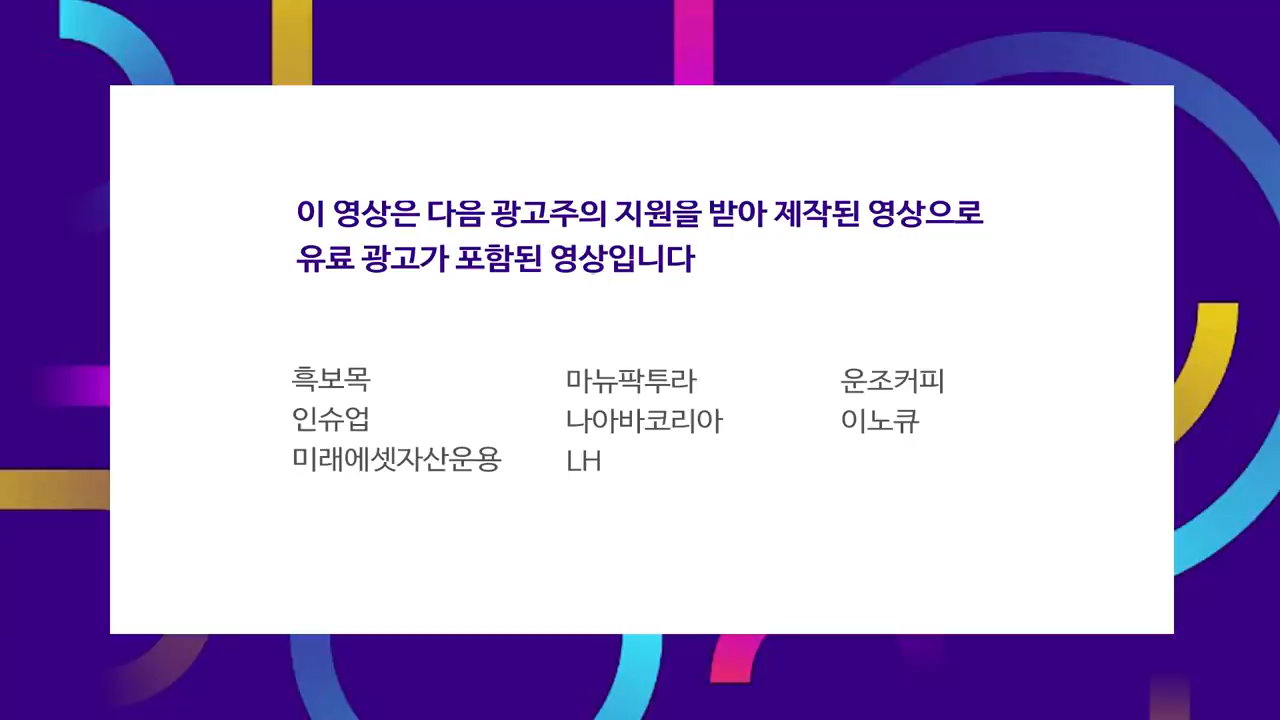 이 영상은 다음 광고주의 지원을 받아 제작된 영상으로
유료 광고가 포함된 영상입니다
흑보목
마뉴팍투라
운조커피
인슈업
나아바코리아
이노큐
미래에셋자산운용
LH